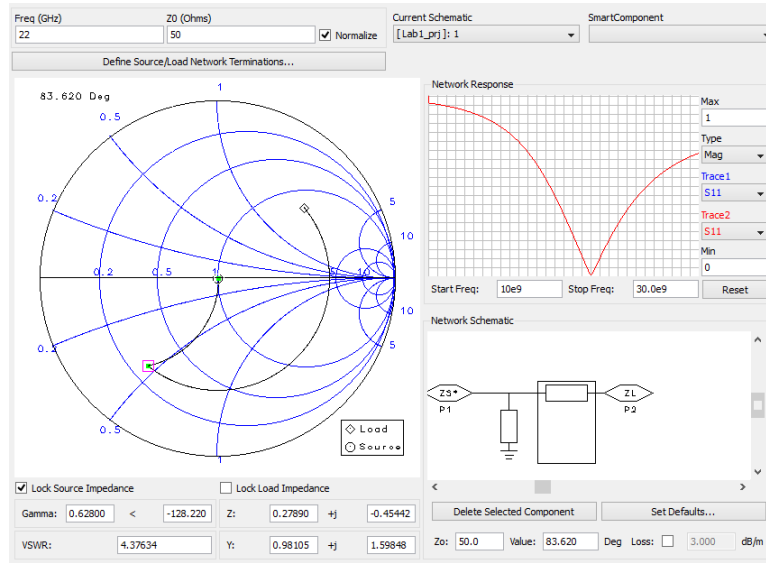 Freq (GHz) Z0 (Ohms) Current Schematic SmartComponent
22 50 Normalize [Lab1_prj]: 1
Define Source/Load Network Terminations...
Network Response
83.620 Deg
1
0.5
0.2
5
10
0.2 0.5 1 5 10
10
5
0.2
0.5
1
Load
Source
Max
1
Type
Mag
Trace1
S11
Trace2
S11
Min
0
Start Freq: 10e9 Stop Freq: 30.0e9 Reset
Network Schematic
ZS* ZL
P1 P2
Lock Source Impedance Lock Load Impedance
Gamma: 0.62800 < -128.220 Z: 0.27890 +j -0.45442
VSWR: 4.37634 Y: 0.98105 +j 1.59848
Delete Selected Component Set Defaults...
Zo: 50.0 Value: 83.620 Deg Loss: 3.000 dB/m